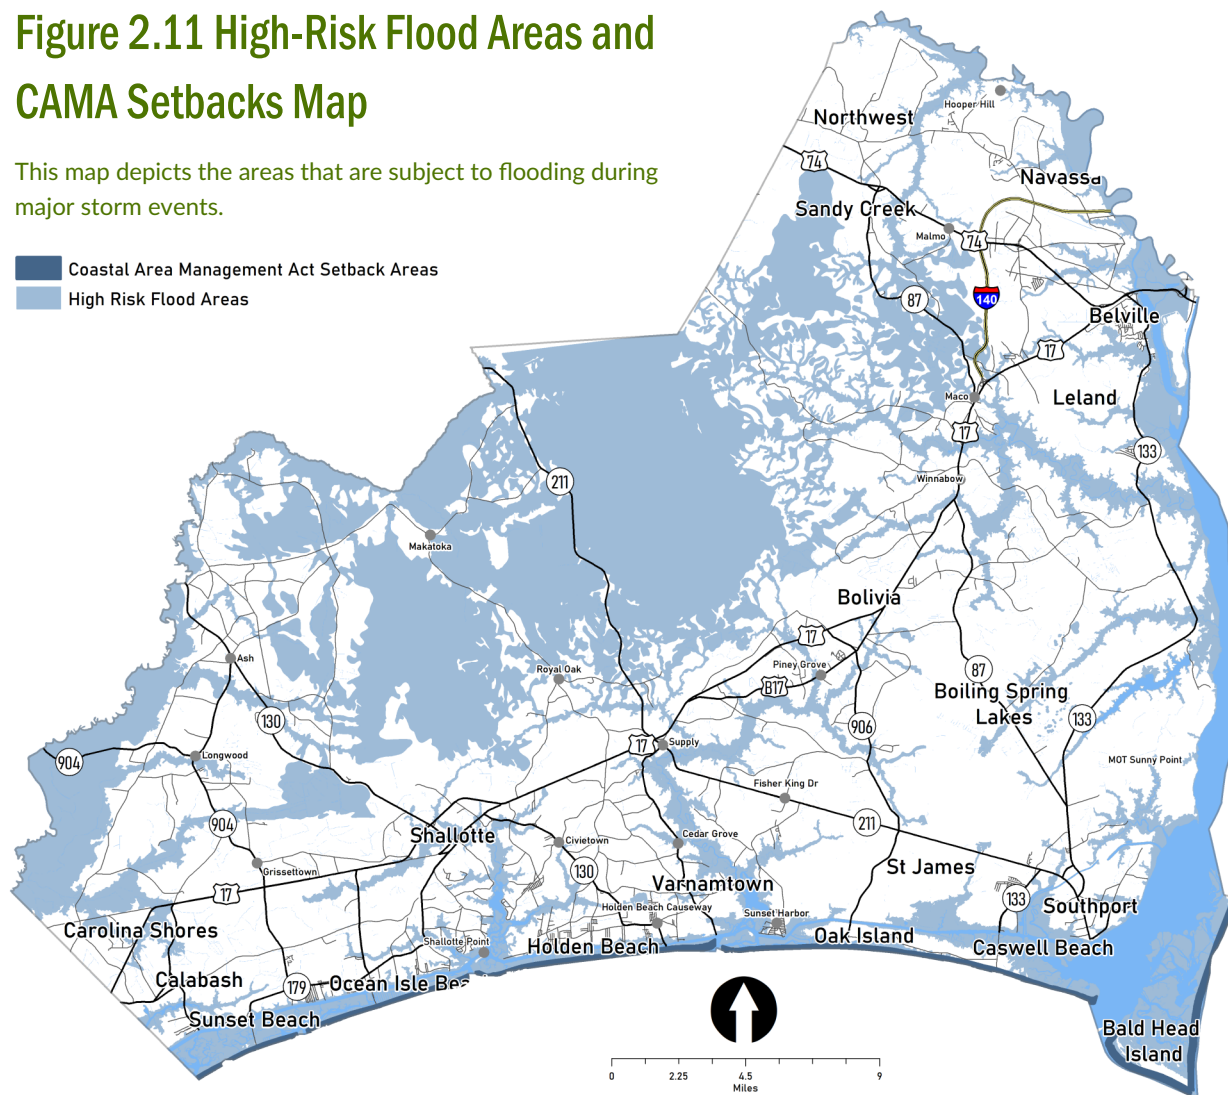 Figure 2.11 High-Risk Flood Areas and
CAMA Setbacks Map
This map depicts the areas that are subject to flooding during
major storm events.
Coastal Area Management Act Setback Areas
High Risk Flood Areas
Hooper Hill
Northwest
74
Navassa
Sandy Creek
Malmo
74
87
140
Belville
17
Leland
Maco
17
133
Winnabow
211
Makatoka
Bolivia
17
Ash
Royal Oak
Piney Grove
B17
87
Boiling Spring
Lakes
130
133
906
17
Supply
904
Longwood
MOT Sunny Point
Fisher King Dr
904
211
Shallotte
Civietown
Cedar Grove
Grissettown
130
St James
17
Varnamtown
133
Southport
Holden Beach Causeway
Sunset Harbor
Carolina Shores
Shallotte Point
Holden Beach
Oak Island
Caswell Beach
Calabash
179
Ocean Isle Bea
Sunset Beach
Bald Head
Island
0
2.25
4.5
9
Miles